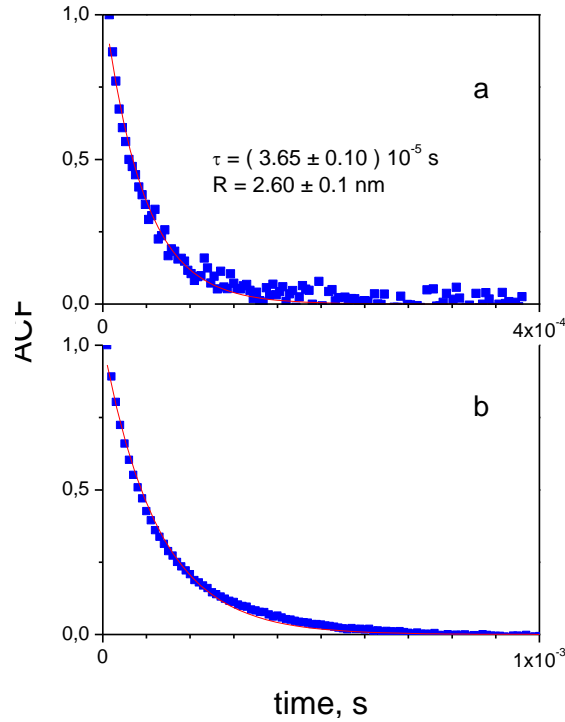 1,0
a
0,5
τ = ( 3.65 ± 0.10 ) 10⁻⁵ s
R = 2.60 ± 0.1 nm
0,0
0
4x10⁻⁴
ACF
1,0
b
0,5
0,0
0
1x10⁻³
time, s